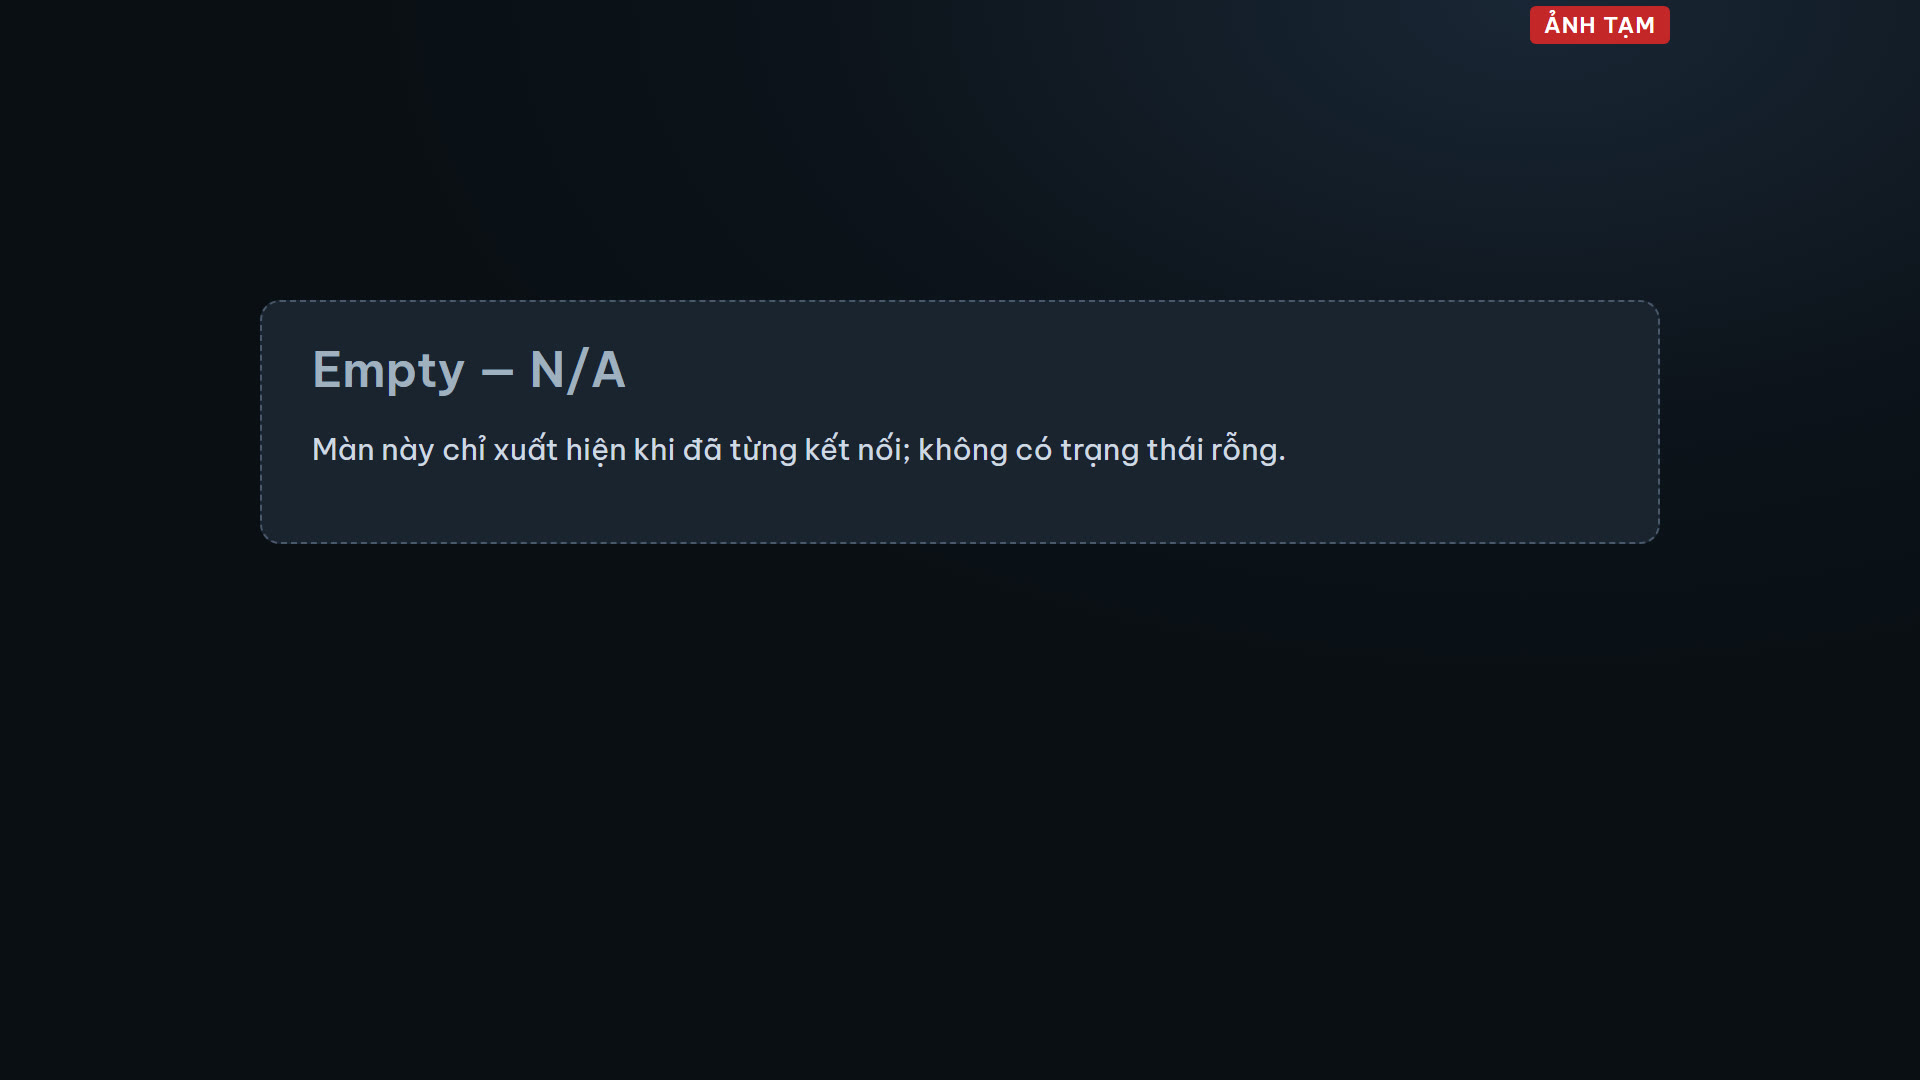 ẢNH TẠM
Empty — N/A
Màn này chỉ xuất hiện khi đã từng kết nối; không có trạng thái rỗng.